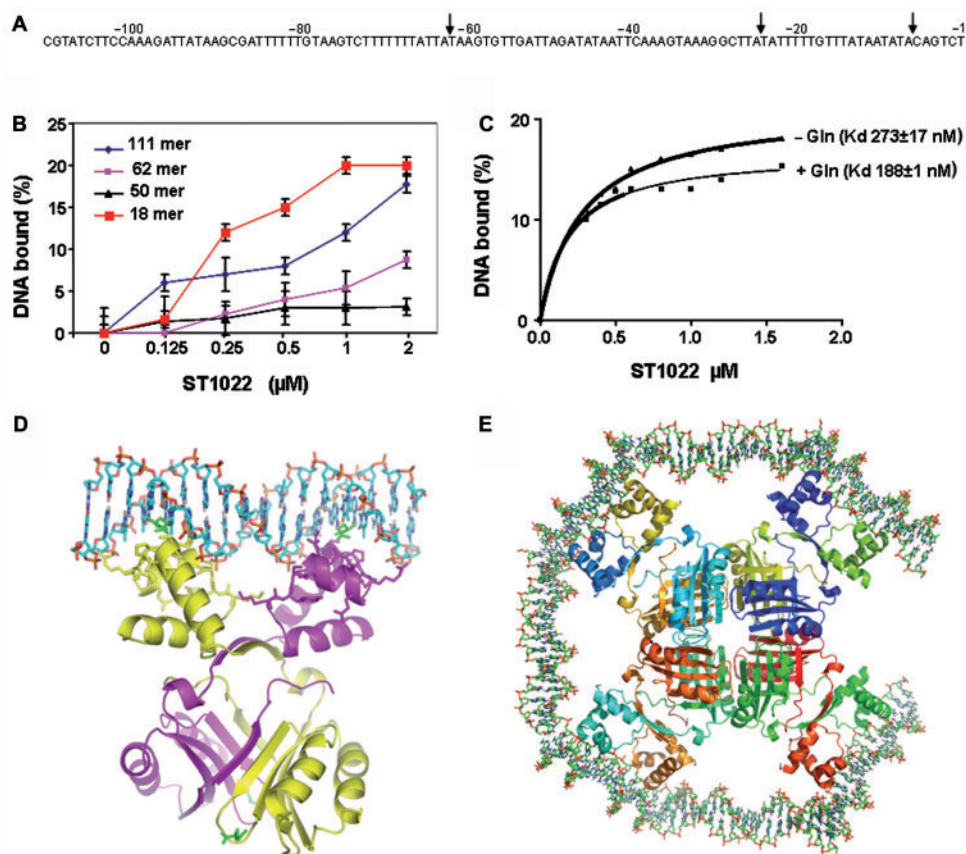 A
−100 −80 −60 −40 −20 −1
CGTATCTTCCAAAGATTATAAGCGATTTTTTGTAAGTCTTTTTTTATTATAAGTGTTGATTAGATATAATTCAAAGTAAAGGCTTATATTTTTGTTTATAATATACAGTCT
B
25
20
15
10
5
0
DNA bound (%)
111 mer
62 mer
50 mer
18 mer
0 0.125 0.25 0.5 1 2
ST1022 (µM)
C
20
10
0
DNA bound (%)
− Gln (Kd 273±17 nM)
+ Gln (Kd 188±1 nM)
0.0 0.5 1.0 1.5 2.0
ST1022 µM
D
E